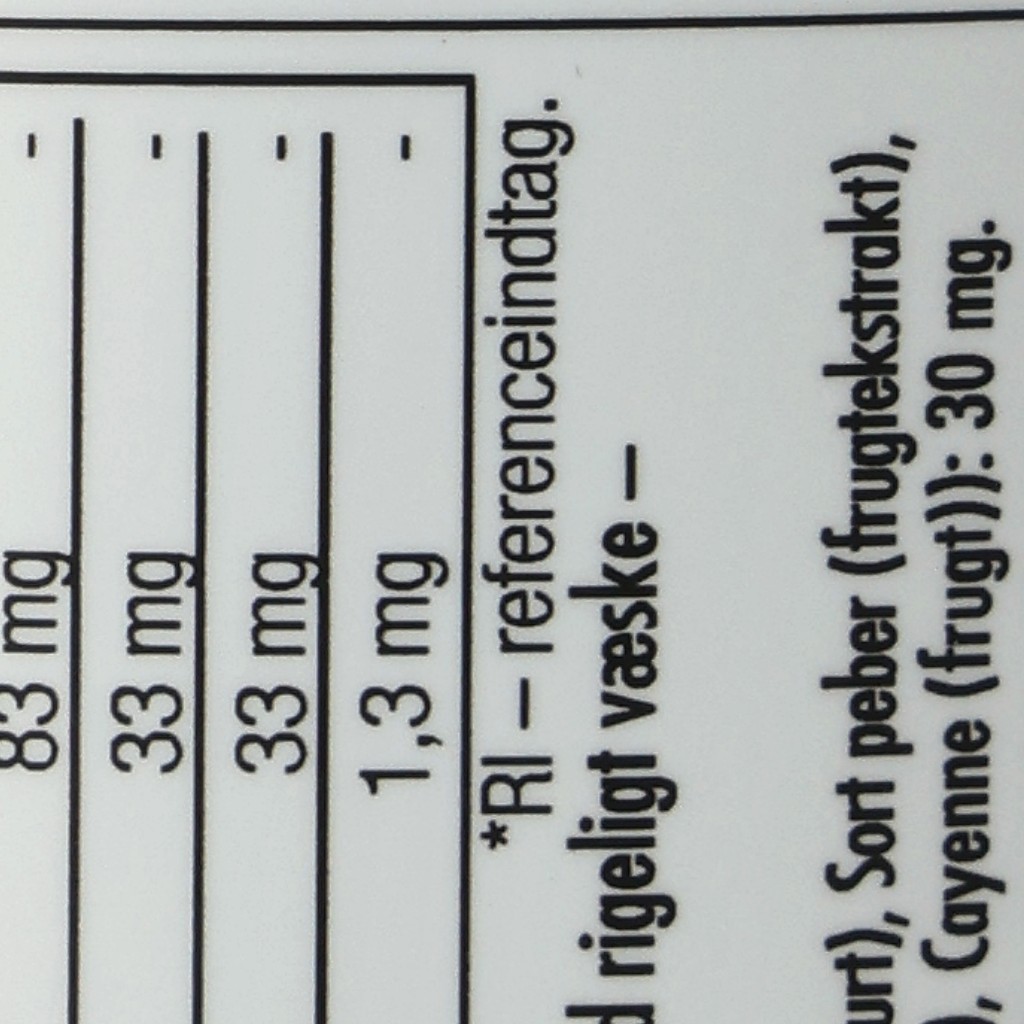 83 mg -
33 mg -
33 mg -
1,3 mg -
*RI – referenceindtag.
rigeligt væske –
Sort peber (frugtekstrakt),
Cayenne (frugt)): 30 mg.